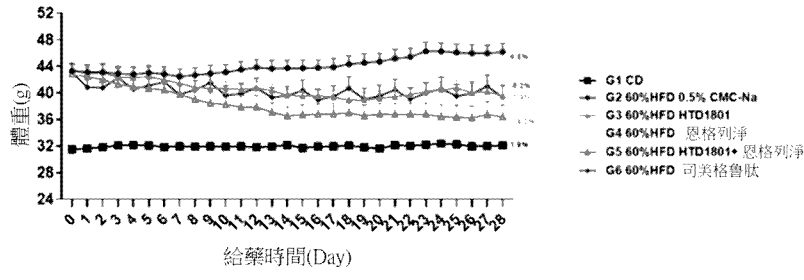 52
48
44
40
36
32
28
24
體重(g)
0 1 2 3 4 5 6 7 8 9 10 11 12 13 14 15 16 17 18 19 20 21 22 23 24 25 26 27 28
給藥時間(Day)
G1 CD
G2 60%HFD 0.5% CMC-Na
G3 60%HFD HTD1801
G4 60%HFD 恩格列淨
G5 60%HFD HTD1801+ 恩格列淨
G6 60%HFD 司美格魯肽